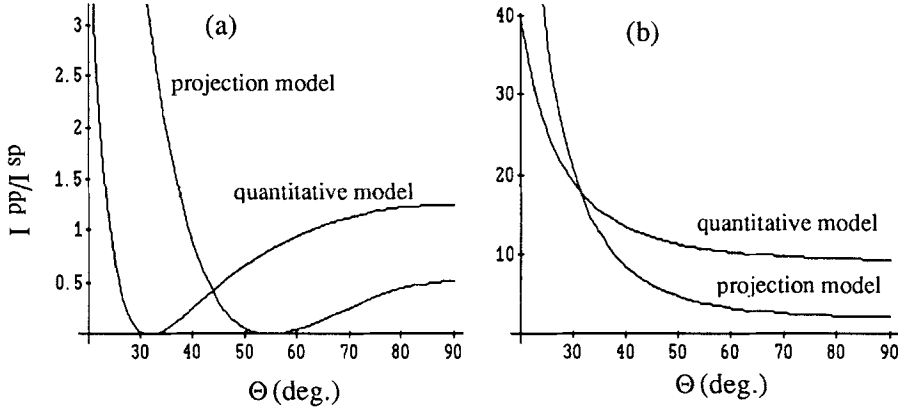 (a)
3
2.5
2
1.5
1
0.5
I pp/I sp
projection model
quantitative model
30 40 50 60 70 80 90
Θ (deg.)
(b)
40
30
20
10
quantitative model
projection model
30 40 50 60 70 80 90
Θ (deg.)